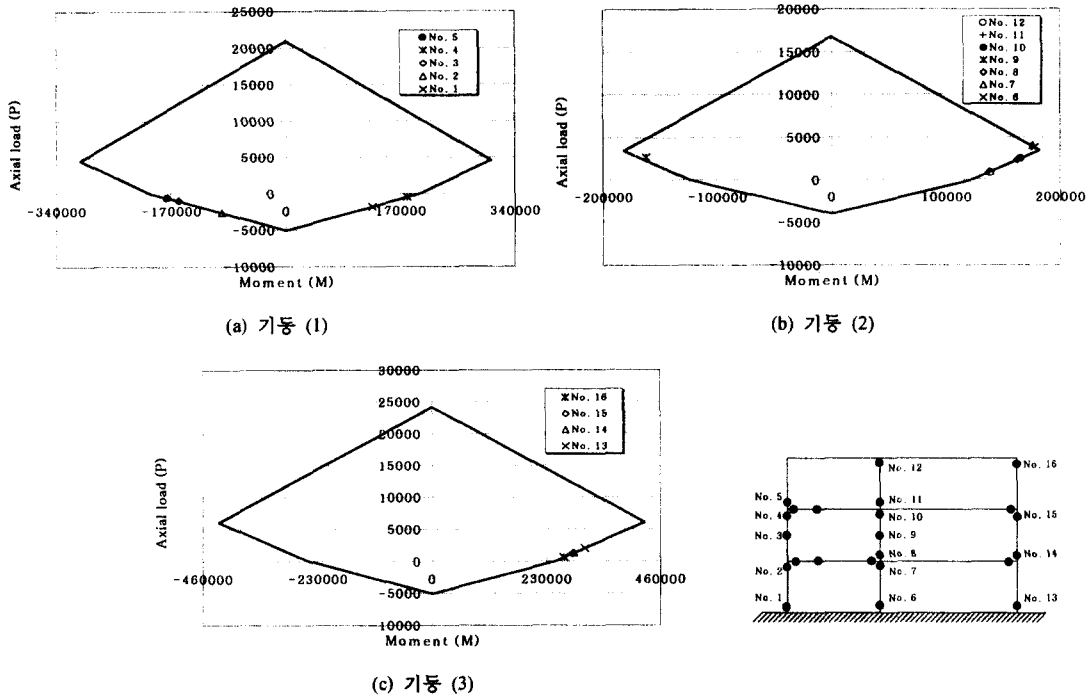 25000
20000
15000
10000
5000
0
-5000
10000
-340000
-170000
0
170000
340000
Axial load (P)
Moment (M)
No. 5
No. 4
No. 3
No. 2
No. 1
(a) 기둥 (1)
20000
15000
10000
5000
0
-5000
10000
-200000
-100000
0
100000
200000
Axial load (P)
Moment (M)
No. 12
No. 11
No. 10
No. 9
No. 8
No. 7
No. 6
(b) 기둥 (2)
30000
25000
20000
15000
10000
5000
0
-5000
10000
-460000
-230000
0
230000
460000
Axial load (P)
Moment (M)
No. 16
No. 15
No. 14
No. 13
(c) 기둥 (3)
No. 12
No. 16
No. 5
No. 11
No. 4
No. 10
No. 15
No. 3
No. 9
No. 8
No. 14
No. 2
No. 7
No. 1
No. 6
No. 13